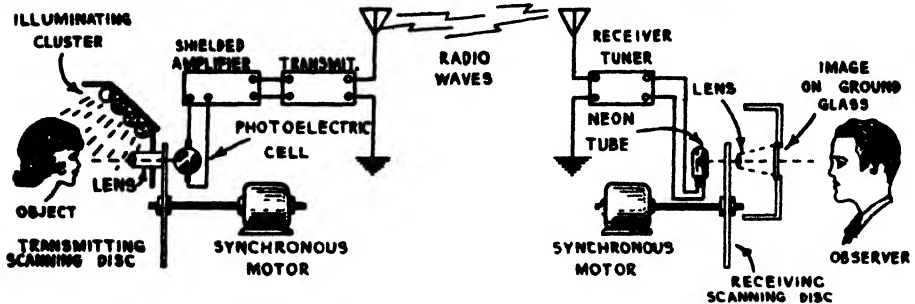 ILLUMINATING
CLUSTER
SHIELDED
AMPLIFIER
TRANSMIT.
RADIO
WAVES
RECEIVER
TUNER
LENS
IMAGE
ON GROUND
GLASS
PHOTOELECTRIC
CELL
NEON
TUBE
LENS
OBJECT
TRANSMITTING
SCANNING DISC
SYNCHRONOUS
MOTOR
SYNCHRONOUS
MOTOR
RECEIVING
SCANNING DISC
OBSERVER